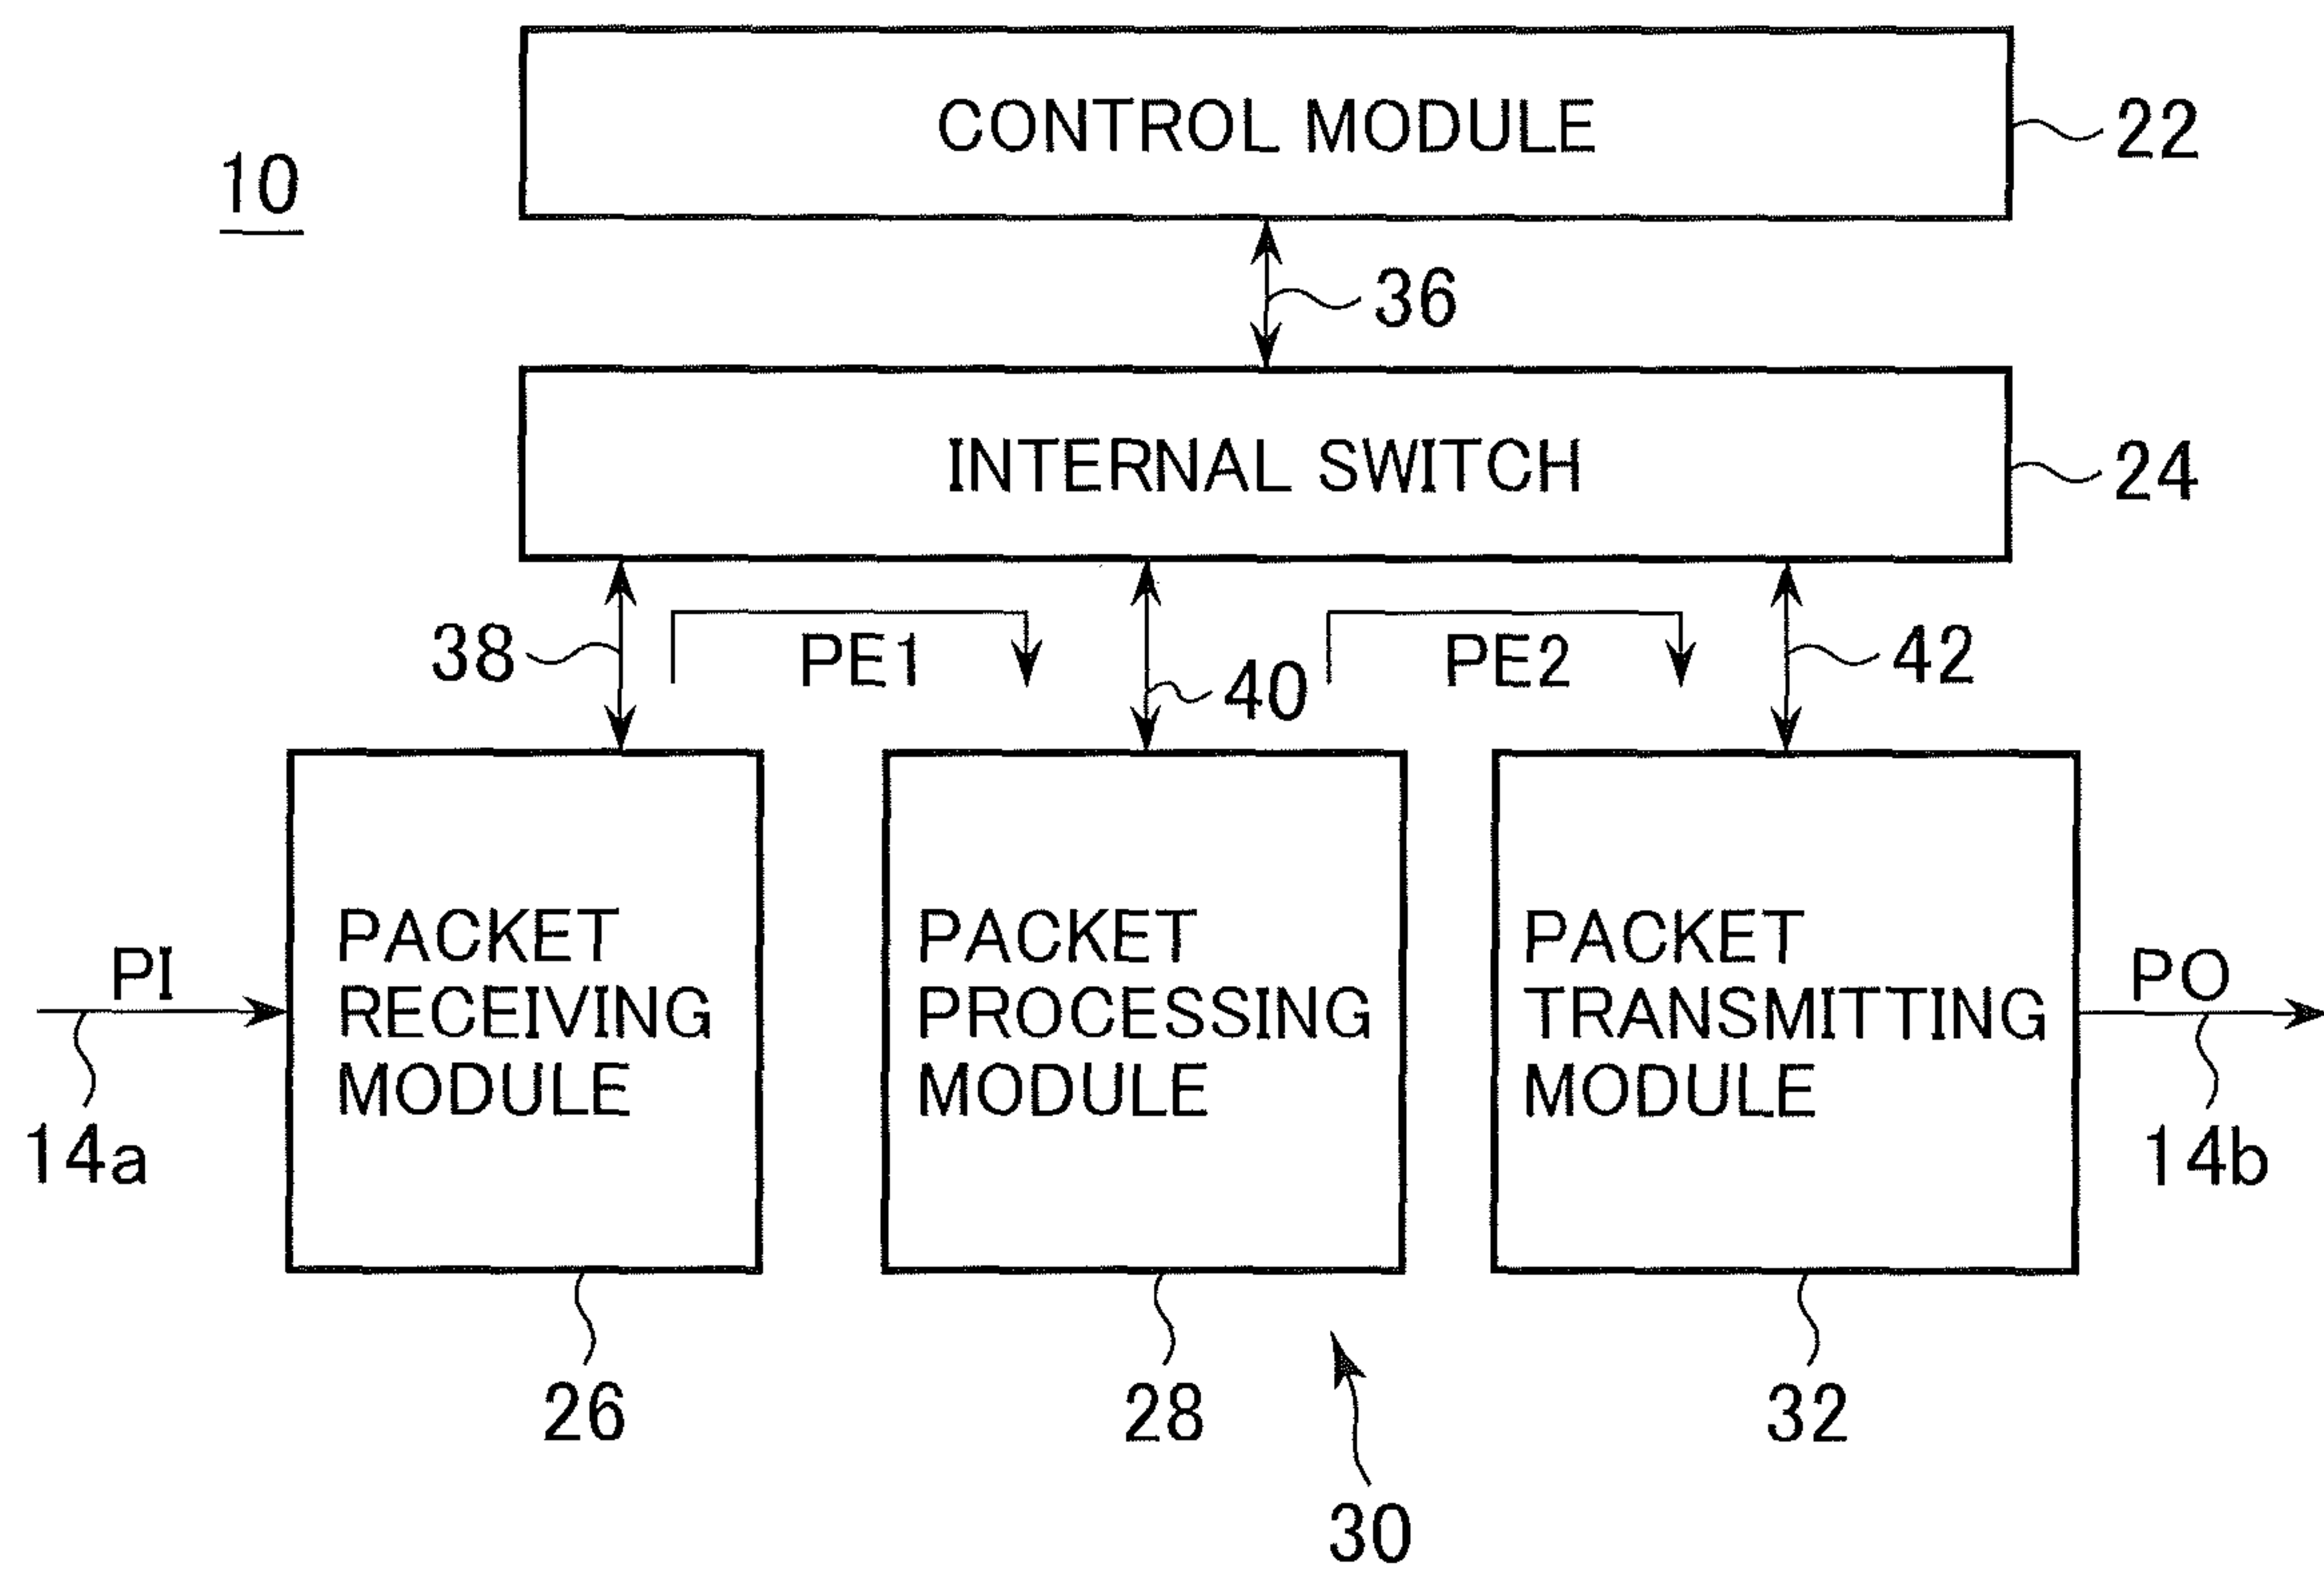 CONTROL MODULE
22
10
36
INTERNAL SWITCH
24
38
PE1
40
PE2
42
PI
14a
PACKET
RECEIVING
MODULE
PACKET
PROCESSING
MODULE
PACKET
TRANSMITTING
MODULE
PO
14b
26
28
32
30